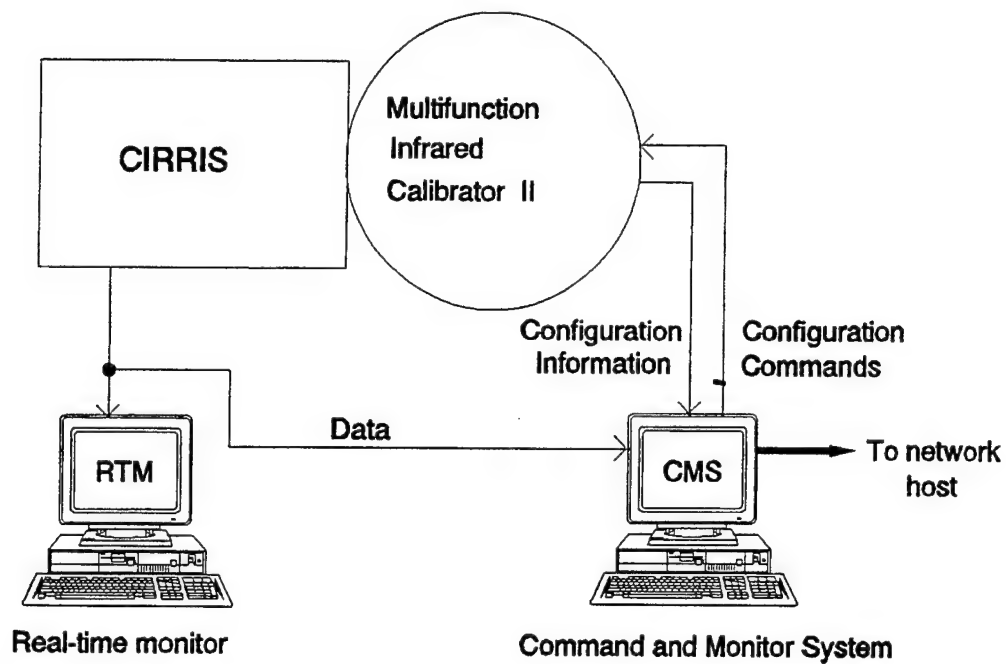 CIRRIS
Multifunction
Infrared
Calibrator II
Configuration
Information
Configuration
Commands
Data
RTM
CMS
To network
host
Real-time monitor
Command and Monitor System